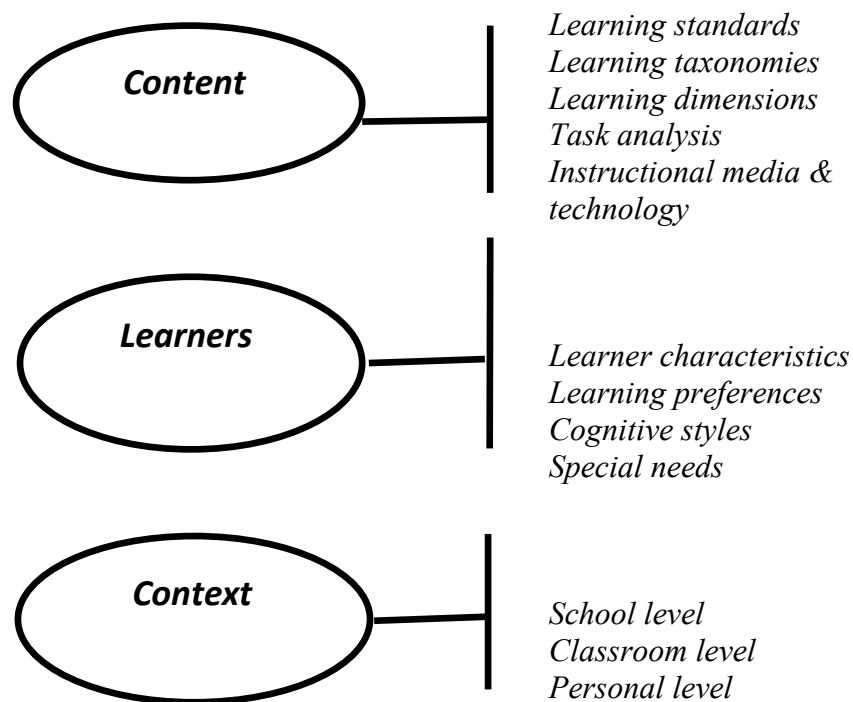 Content
Learning standards
Learning taxonomies
Learning dimensions
Task analysis
Instructional media &
technology
Learners
Learner characteristics
Learning preferences
Cognitive styles
Special needs
Context
School level
Classroom level
Personal level